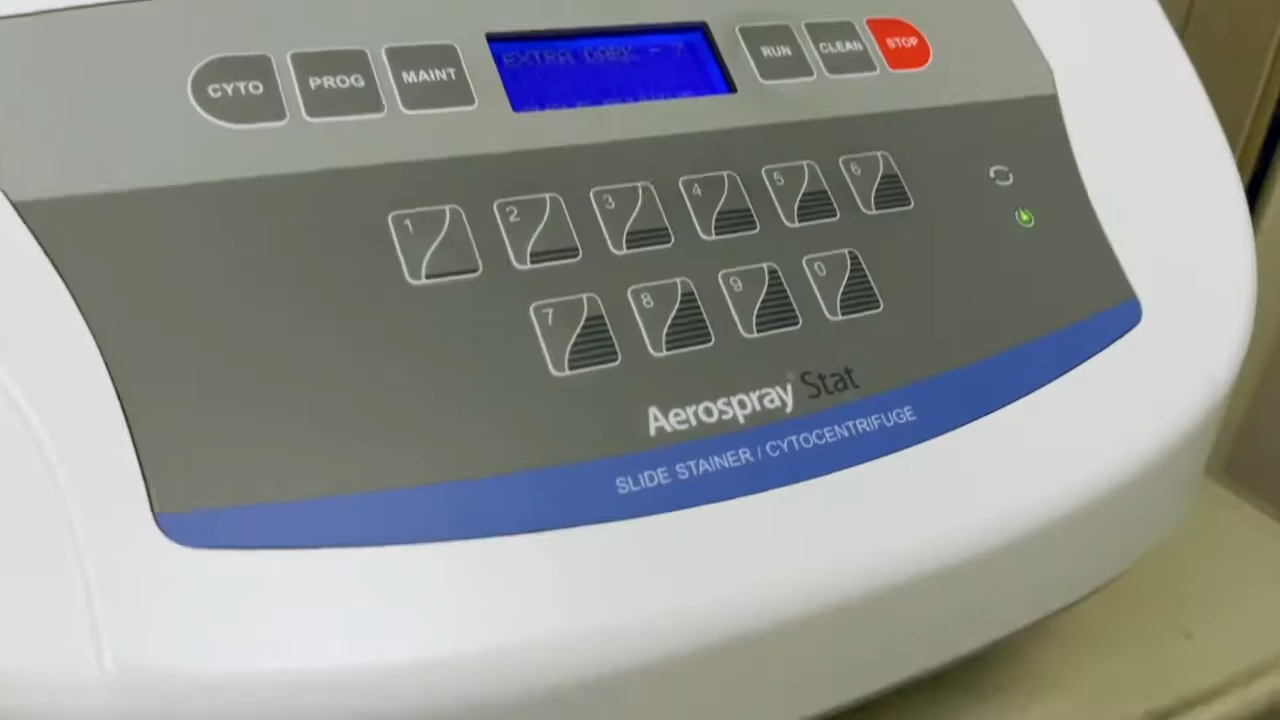 CYTO PROG MAINT
EXTRA DARK - 7
RUN CLEAN STOP
1 2 3 4 5 6
7 8 9 0
Aerospray® Stat
SLIDE STAINER / CYTOCENTRIFUGE